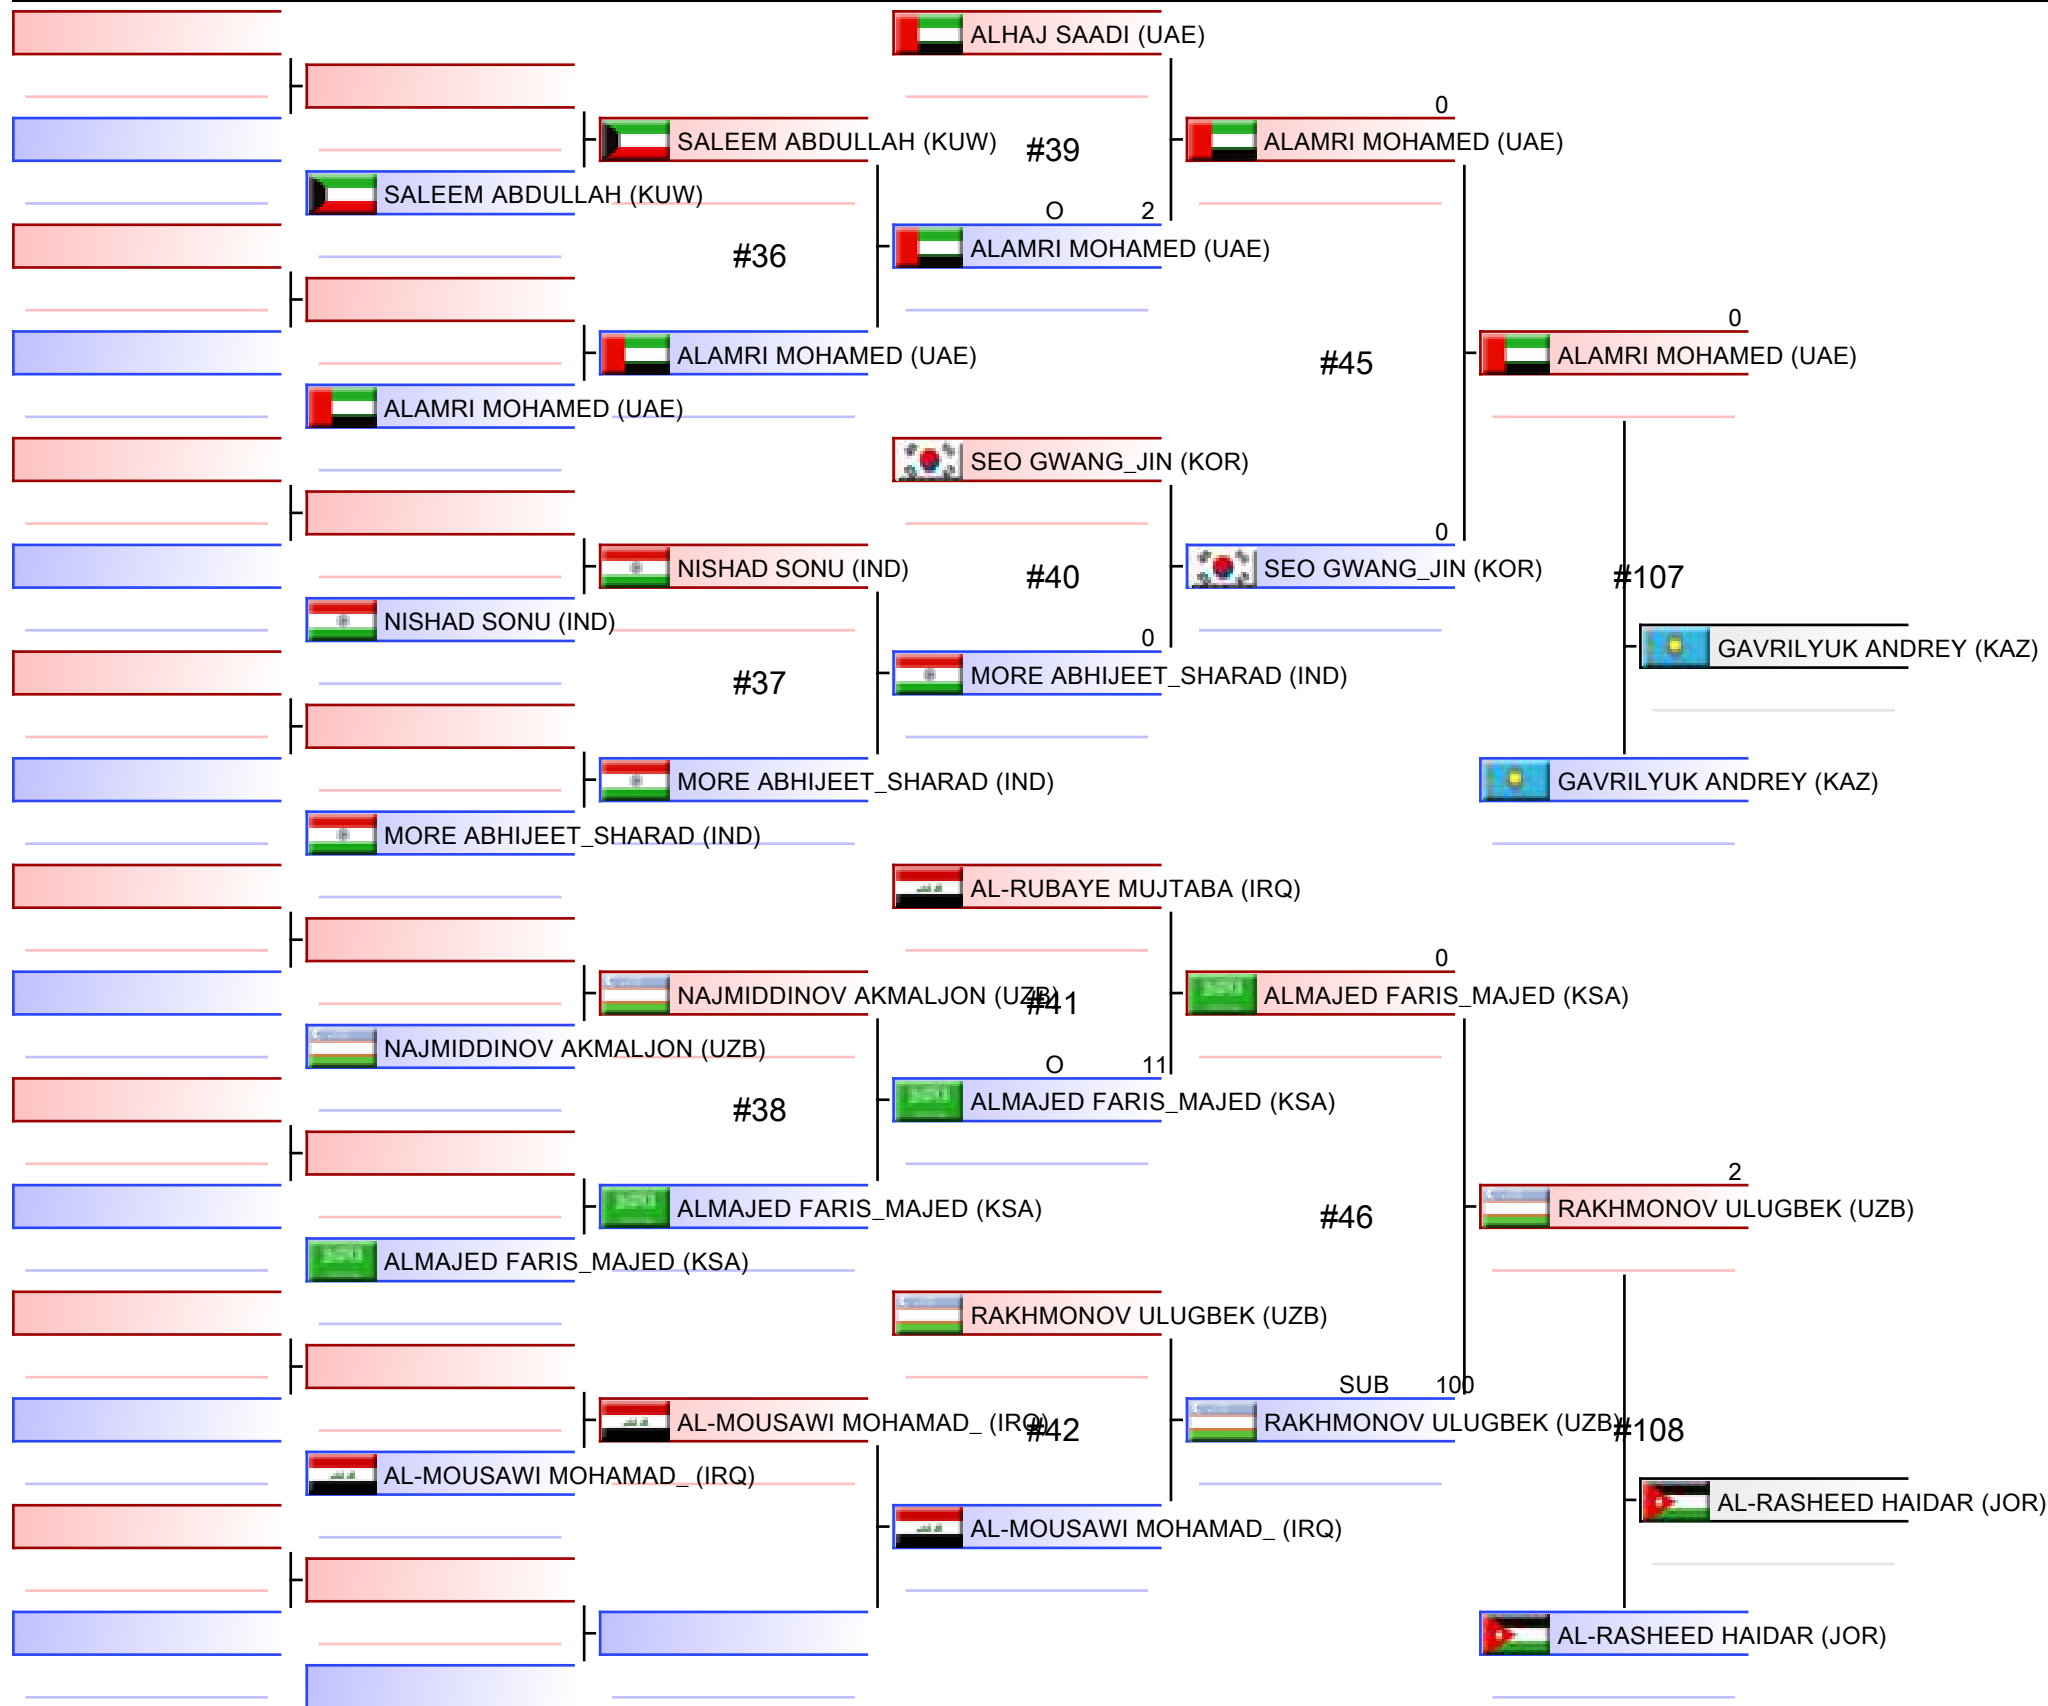 ALHAJ SAADI (UAE)
0
SALEEM ABDULLAH (KUW)
#39
ALAMRI MOHAMED (UAE)
SALEEM ABDULLAH (KUW)
O 2
#36
ALAMRI MOHAMED (UAE)
0
ALAMRI MOHAMED (UAE)
#45
ALAMRI MOHAMED (UAE)
ALAMRI MOHAMED (UAE)
SEO GWANG_JIN (KOR)
0
NISHAD SONU (IND)
#40
SEO GWANG_JIN (KOR)
#107
NISHAD SONU (IND)
0
GAVRILYUK ANDREY (KAZ)
#37
MORE ABHIJEET_SHARAD (IND)
MORE ABHIJEET_SHARAD (IND)
GAVRILYUK ANDREY (KAZ)
MORE ABHIJEET_SHARAD (IND)
AL-RUBAYE MUJTABA (IRQ)
0
NAJMIDDINOV AKMALJON (UZB)
#41
ALMAJED FARIS_MAJED (KSA)
NAJMIDDINOV AKMALJON (UZB)
O 11
#38
ALMAJED FARIS_MAJED (KSA)
2
ALMAJED FARIS_MAJED (KSA)
#46
RAKHMONOV ULUGBEK (UZB)
ALMAJED FARIS_MAJED (KSA)
RAKHMONOV ULUGBEK (UZB)
SUB 100
AL-MOUSAWI MOHAMAD_ (IRQ)
#42
RAKHMONOV ULUGBEK (UZB)
#108
AL-MOUSAWI MOHAMAD_ (IRQ)
AL-RASHEED HAIDAR (JOR)
AL-MOUSAWI MOHAMAD_ (IRQ)
AL-RASHEED HAIDAR (JOR)